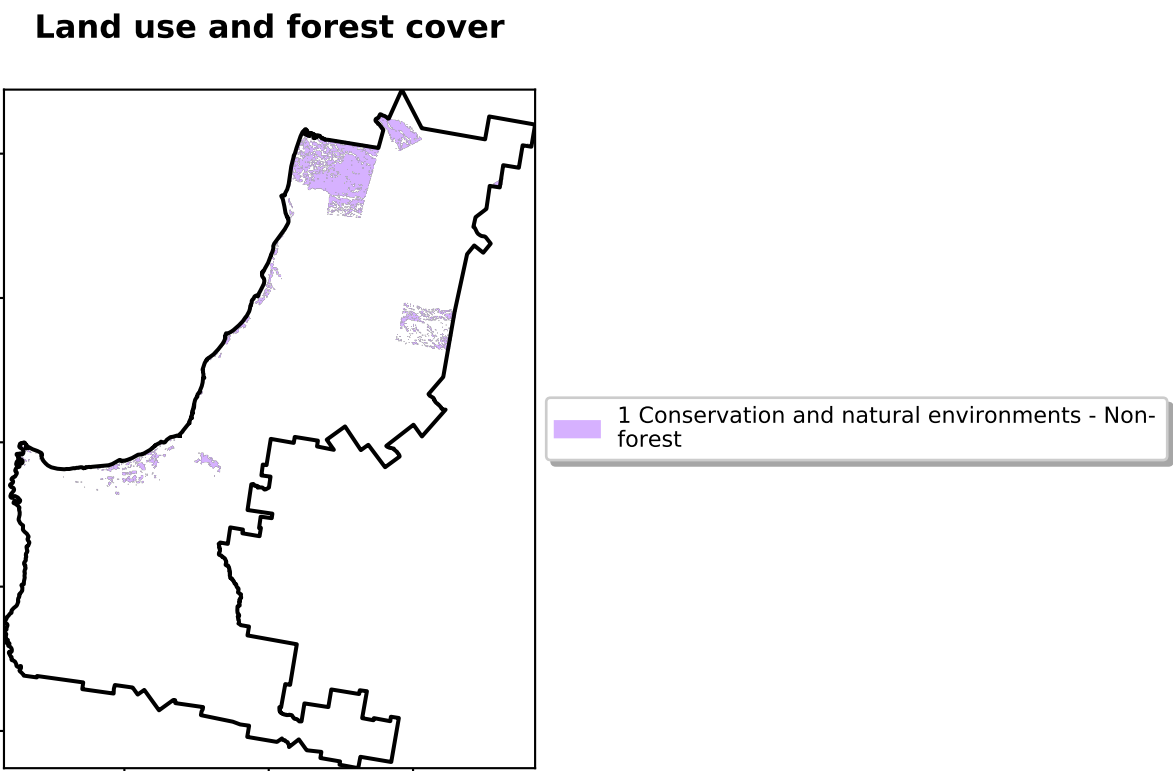 Land use and forest cover
1 Conservation and natural environments - Non-
forest